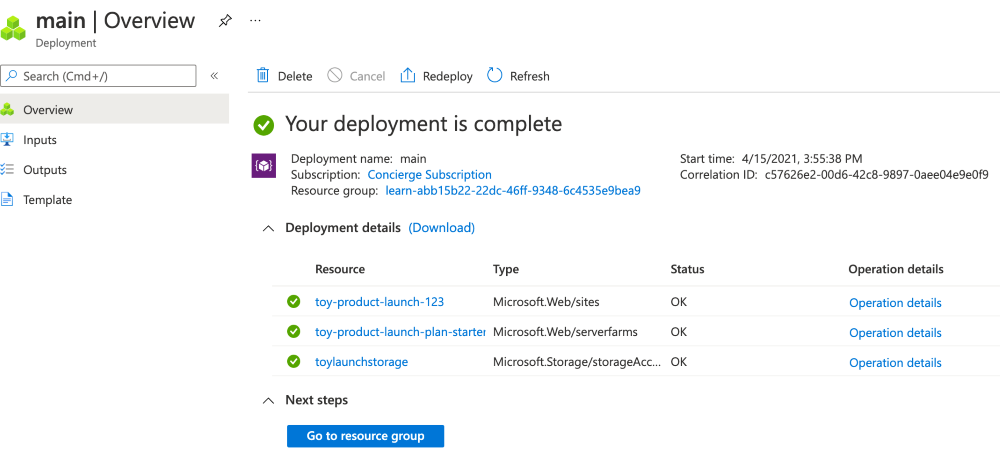 main | Overview ...
Deployment
Search (Cmd+/) «
Overview
Inputs
Outputs
Template
Delete Cancel Redeploy Refresh
Your deployment is complete
Deployment name: main
Subscription: Concierge Subscription
Resource group: learn-abb15b22-22dc-46ff-9348-6c4535e9bea9
Start time: 4/15/2021, 3:55:38 PM
Correlation ID: c57626e2-00d6-42c8-9897-0aee04e9e0f9
Deployment details (Download)
Resource Type Status Operation details
toy-product-launch-123 Microsoft.Web/sites OK Operation details
toy-product-launch-plan-starter Microsoft.Web/serverfarms OK Operation details
toylaunchstorage Microsoft.Storage/storageAcc... OK Operation details
Next steps
Go to resource group